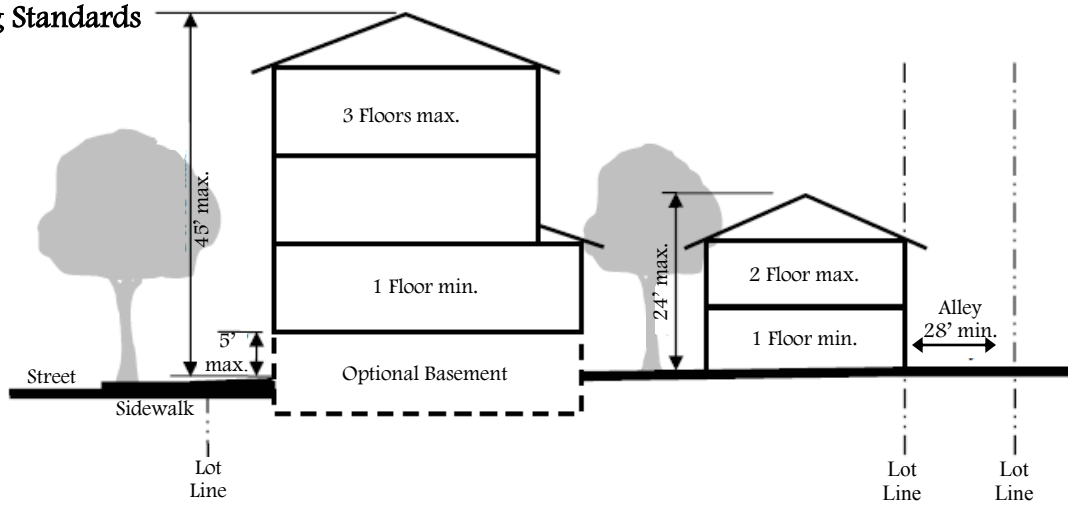 g Standards
3 Floors max.
45' max.
1 Floor min.
5'
max.
Optional Basement
Street
Sidewalk
Lot
Line
24' max.
2 Floor max.
1 Floor min.
Alley
28' min.
Lot
Line
Lot
Line